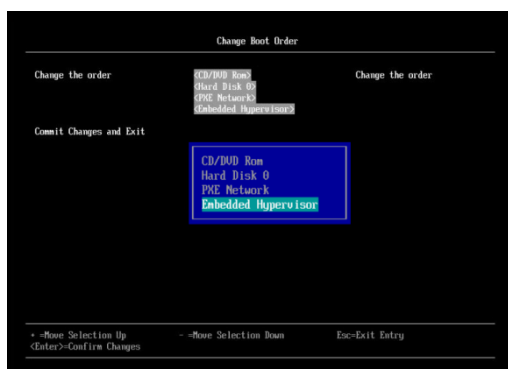 Change Boot Order
Change the order
<CD/DVD Rom>
<Hard Disk 0>
<PXE Network>
<Embedded Hypervisor>
Change the order
Commit Changes and Exit
CD/DVD Rom
Hard Disk 0
PXE Network
Embedded Hypervisor
+ =Move Selection Up
- =Move Selection Down
Esc=Exit Entry
<Enter>=Confirm Changes